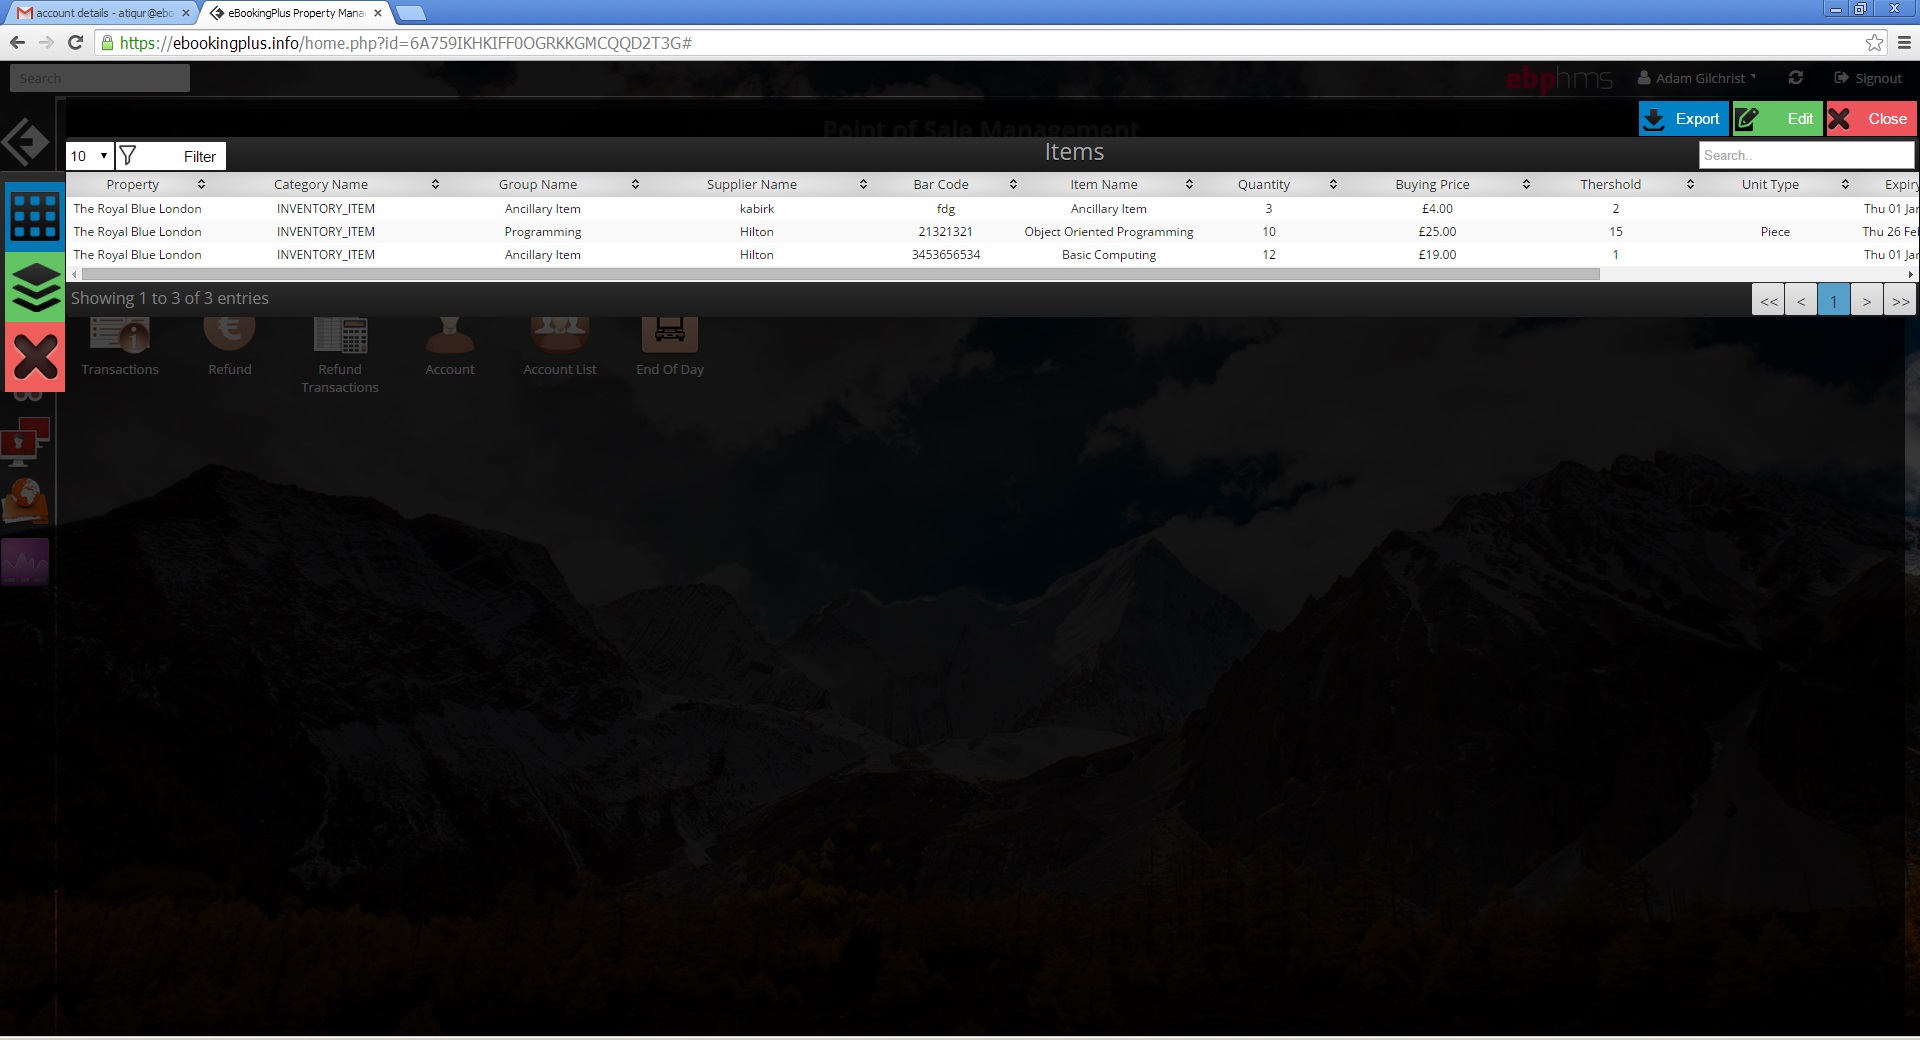 account details - atiqur@ebo
eBookingPlus Property Mana
https://ebookingplus.info/home.php?id=6A759IKHKIFF0OGRKKGMCQQD2T3G#
Search
ebphms
Adam Gilchrist
Signout
Point of Sale Management
Export
Edit
Close
10
Filter
Items
Search..
Property Category Name Group Name Supplier Name Bar Code Item Name Quantity Buying Price Thershold Unit Type Expiry
The Royal Blue London INVENTORY_ITEM Ancillary Item kabirk fdg Ancillary Item 3 £4.00 2 Thu 01 Jan
The Royal Blue London INVENTORY_ITEM Programming Hilton 21321321 Object Oriented Programming 10 £25.00 15 Piece Thu 26 Feb
The Royal Blue London INVENTORY_ITEM Ancillary Item Hilton 3453656534 Basic Computing 12 £19.00 1 Thu 01 Jan
Showing 1 to 3 of 3 entries
<< < 1 > >>
Transactions
Refund
Refund
Transactions
Account
Account List
End Of Day